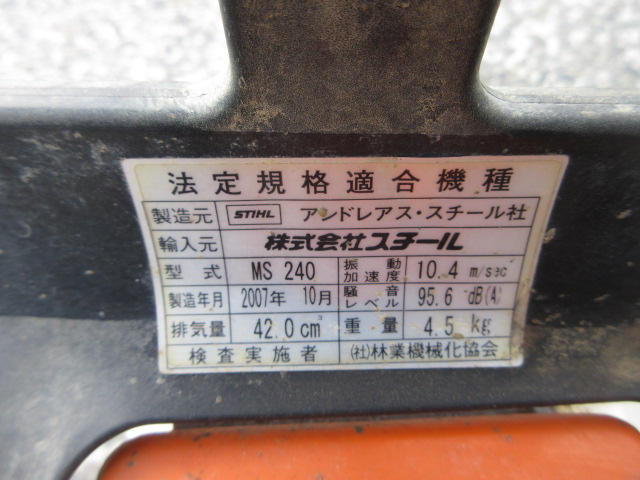 法定規格適合機種
製造元 STIHL アンドレアス・スチール社
輸入元 株式会社スチール
型式 MS 240 振動加速度 10.4 m/sec
製造年月 2007年 10月 騒音レベル 95.6 dB(A)
排気量 42.0 cm³ 重量 4.5 kg
検査実施者 (社)林業機械化協会